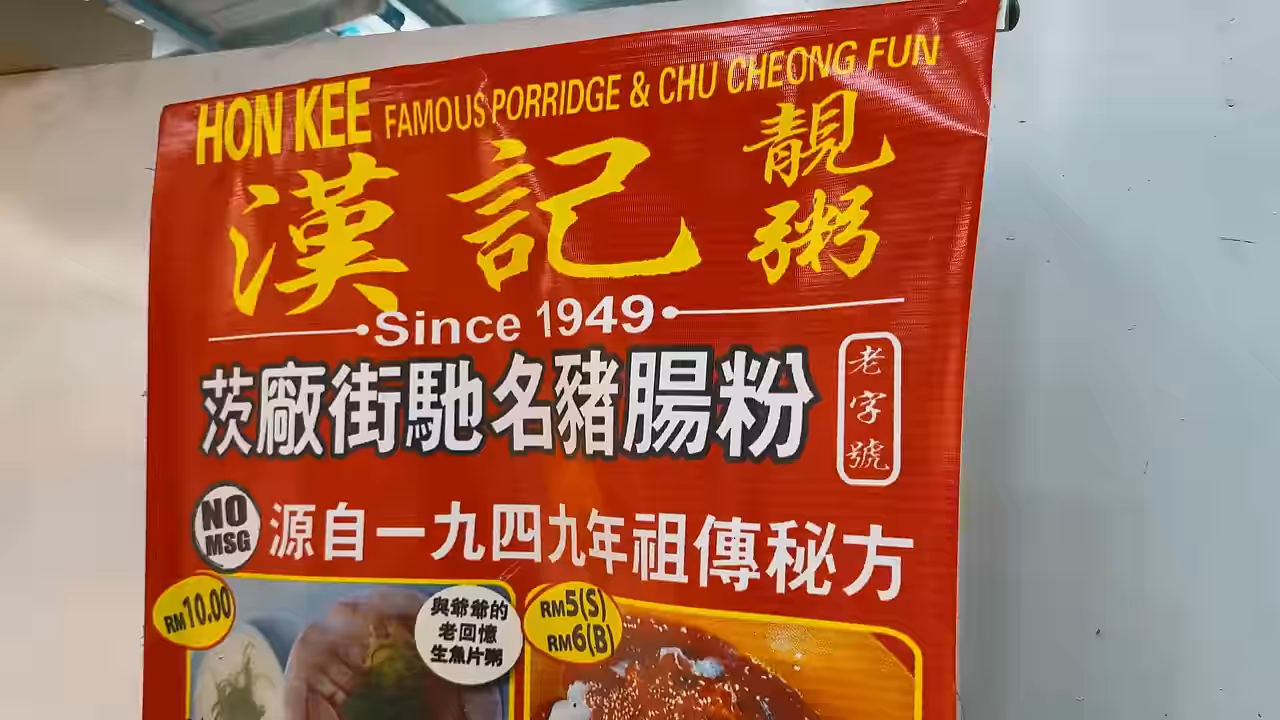 HON KEE FAMOUS PORRIDGE & CHU CHEONG FUN
漢記 靚粥
Since 1949
茨廠街馳名豬腸粉
老字號
NO MSG
源自一九四九年祖傳秘方
RM10.00
與爺爺的
老回憶
生魚片粥
RM5(S)
RM6(B)